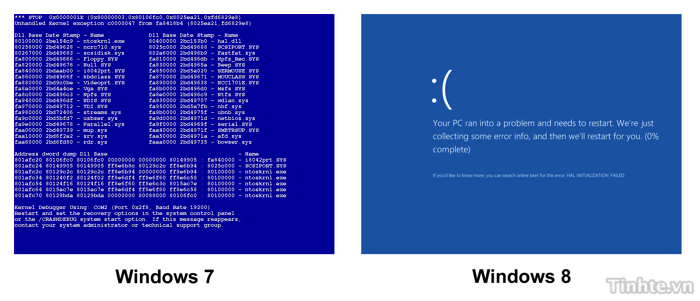 *** STOP 0x0000001E (0x80000003,0x80106fc0,0x8025ea21,0xfd6829e8)
Unhandled Kernel exception c0000047 from fa8418b4 (8025ea21,fd6829e8)
Dll Base Date Stamp - Name Dll Base Date Stamp - Name
80100000 2be154c9 - ntoskrnl.exe 80400000 2bc153b0 - hal.dll
80258000 2bd49628 - ncrc710.sys 8025c000 2bd49688 - SCSIPORT.SYS
80267000 2bd49683 - scsidisk.sys 802a6000 2bd496b9 - Fastfat.sys
fa800000 2bd49666 - Floppy.SYS fa810000 2bd496db - Hpfs_Rec.SYS
fa820000 2bd49676 - Null.SYS fa830000 2bd4965a - Beep.SYS
fa840000 2bdaab00 - i8042prt.SYS fa850000 2bd5a020 - SERMOUSE.SYS
fa860000 2bd4966f - kbdclass.SYS fa870000 2bd49671 - MOUCLASS.SYS
fa880000 2bd9c0be - Videoprt.SYS fa890000 2bd49638 - NCC1701E.SYS
fa8a0000 2bd4a4ce - Vga.SYS fa8b0000 2bd496d0 - Msfs.SYS
fa8c0000 2bd496c3 - Npfs.SYS fa8e0000 2bd496c9 - Ntfs.SYS
fa940000 2bd496df - NDIS.SYS fa930000 2bd49707 - wdlan.sys
fa970000 2bd49712 - TDI.SYS fa950000 2bd5a7fb - nbf.sys
fa980000 2bd72406 - streams.sys fa9b0000 2bd4975f - ubnb.sys
fa9c0000 2bd5bfd7 - usbser.sys fa9d0000 2bd4971d - netbios.sys
fa9e0000 2bd49678 - Parallel.sys fa9f0000 2bd4969f - serial.SYS
faa00000 2bd49739 - mup.sys faa40000 2bd4971f - SMBTRSUP.SYS
faa10000 2bd6f2a2 - srv.sys faa50000 2bd4971a - afd.sys
faa60000 2bd6fd80 - rdr.sys faaa0000 2bd49735 - bowser.sys
Address dword dump Dll Base - Name
801afc20 80106fc0 80106fc0 00000000 00000000 80149905 : fa840000 - i8042prt.SYS
801afc24 80149905 80149905 ff8e6b8c 80129c2c ff8e6b94 : 8025c000 - SCSIPORT.SYS
801afc2c 80129c2c 80129c2c ff8e6b94 00000000 ff8e6b94 : 80100000 - ntoskrnl.exe
801afc34 801240f2 80124f02 ff8e6df4 ff8e6f60 ff8e6c58 : 80100000 - ntoskrnl.exe
801afc54 80124f16 80124f16 ff8e6f60 ff8e6c3c 8015ac7e : 80100000 - ntoskrnl.exe
801afc64 8015ac7e 8015ac7e ff8e6df4 ff8e6f60 ff8e6c58 : 80100000 - ntoskrnl.exe
801afc70 80129bda 80129bda 00000000 80088000 80106fc0 : 80100000 - ntoskrnl.exe
Kernel Debugger Using: COM2 (Port 0x2f8, Baud Rate 19200)
Restart and set the recovery options in the system control panel
or the /CRASHDEBUG system start option. If this message reappears,
contact your system administrator or technical support group.
:(
Your PC ran into a problem and needs to restart. We're just
collecting some error info, and then we'll restart for you. (0%
complete)
If you'd like to know more, you can search online later for this error: HAL_INITIALIZATION_FAILED
Windows 7
Windows 8
Tinhte.vn